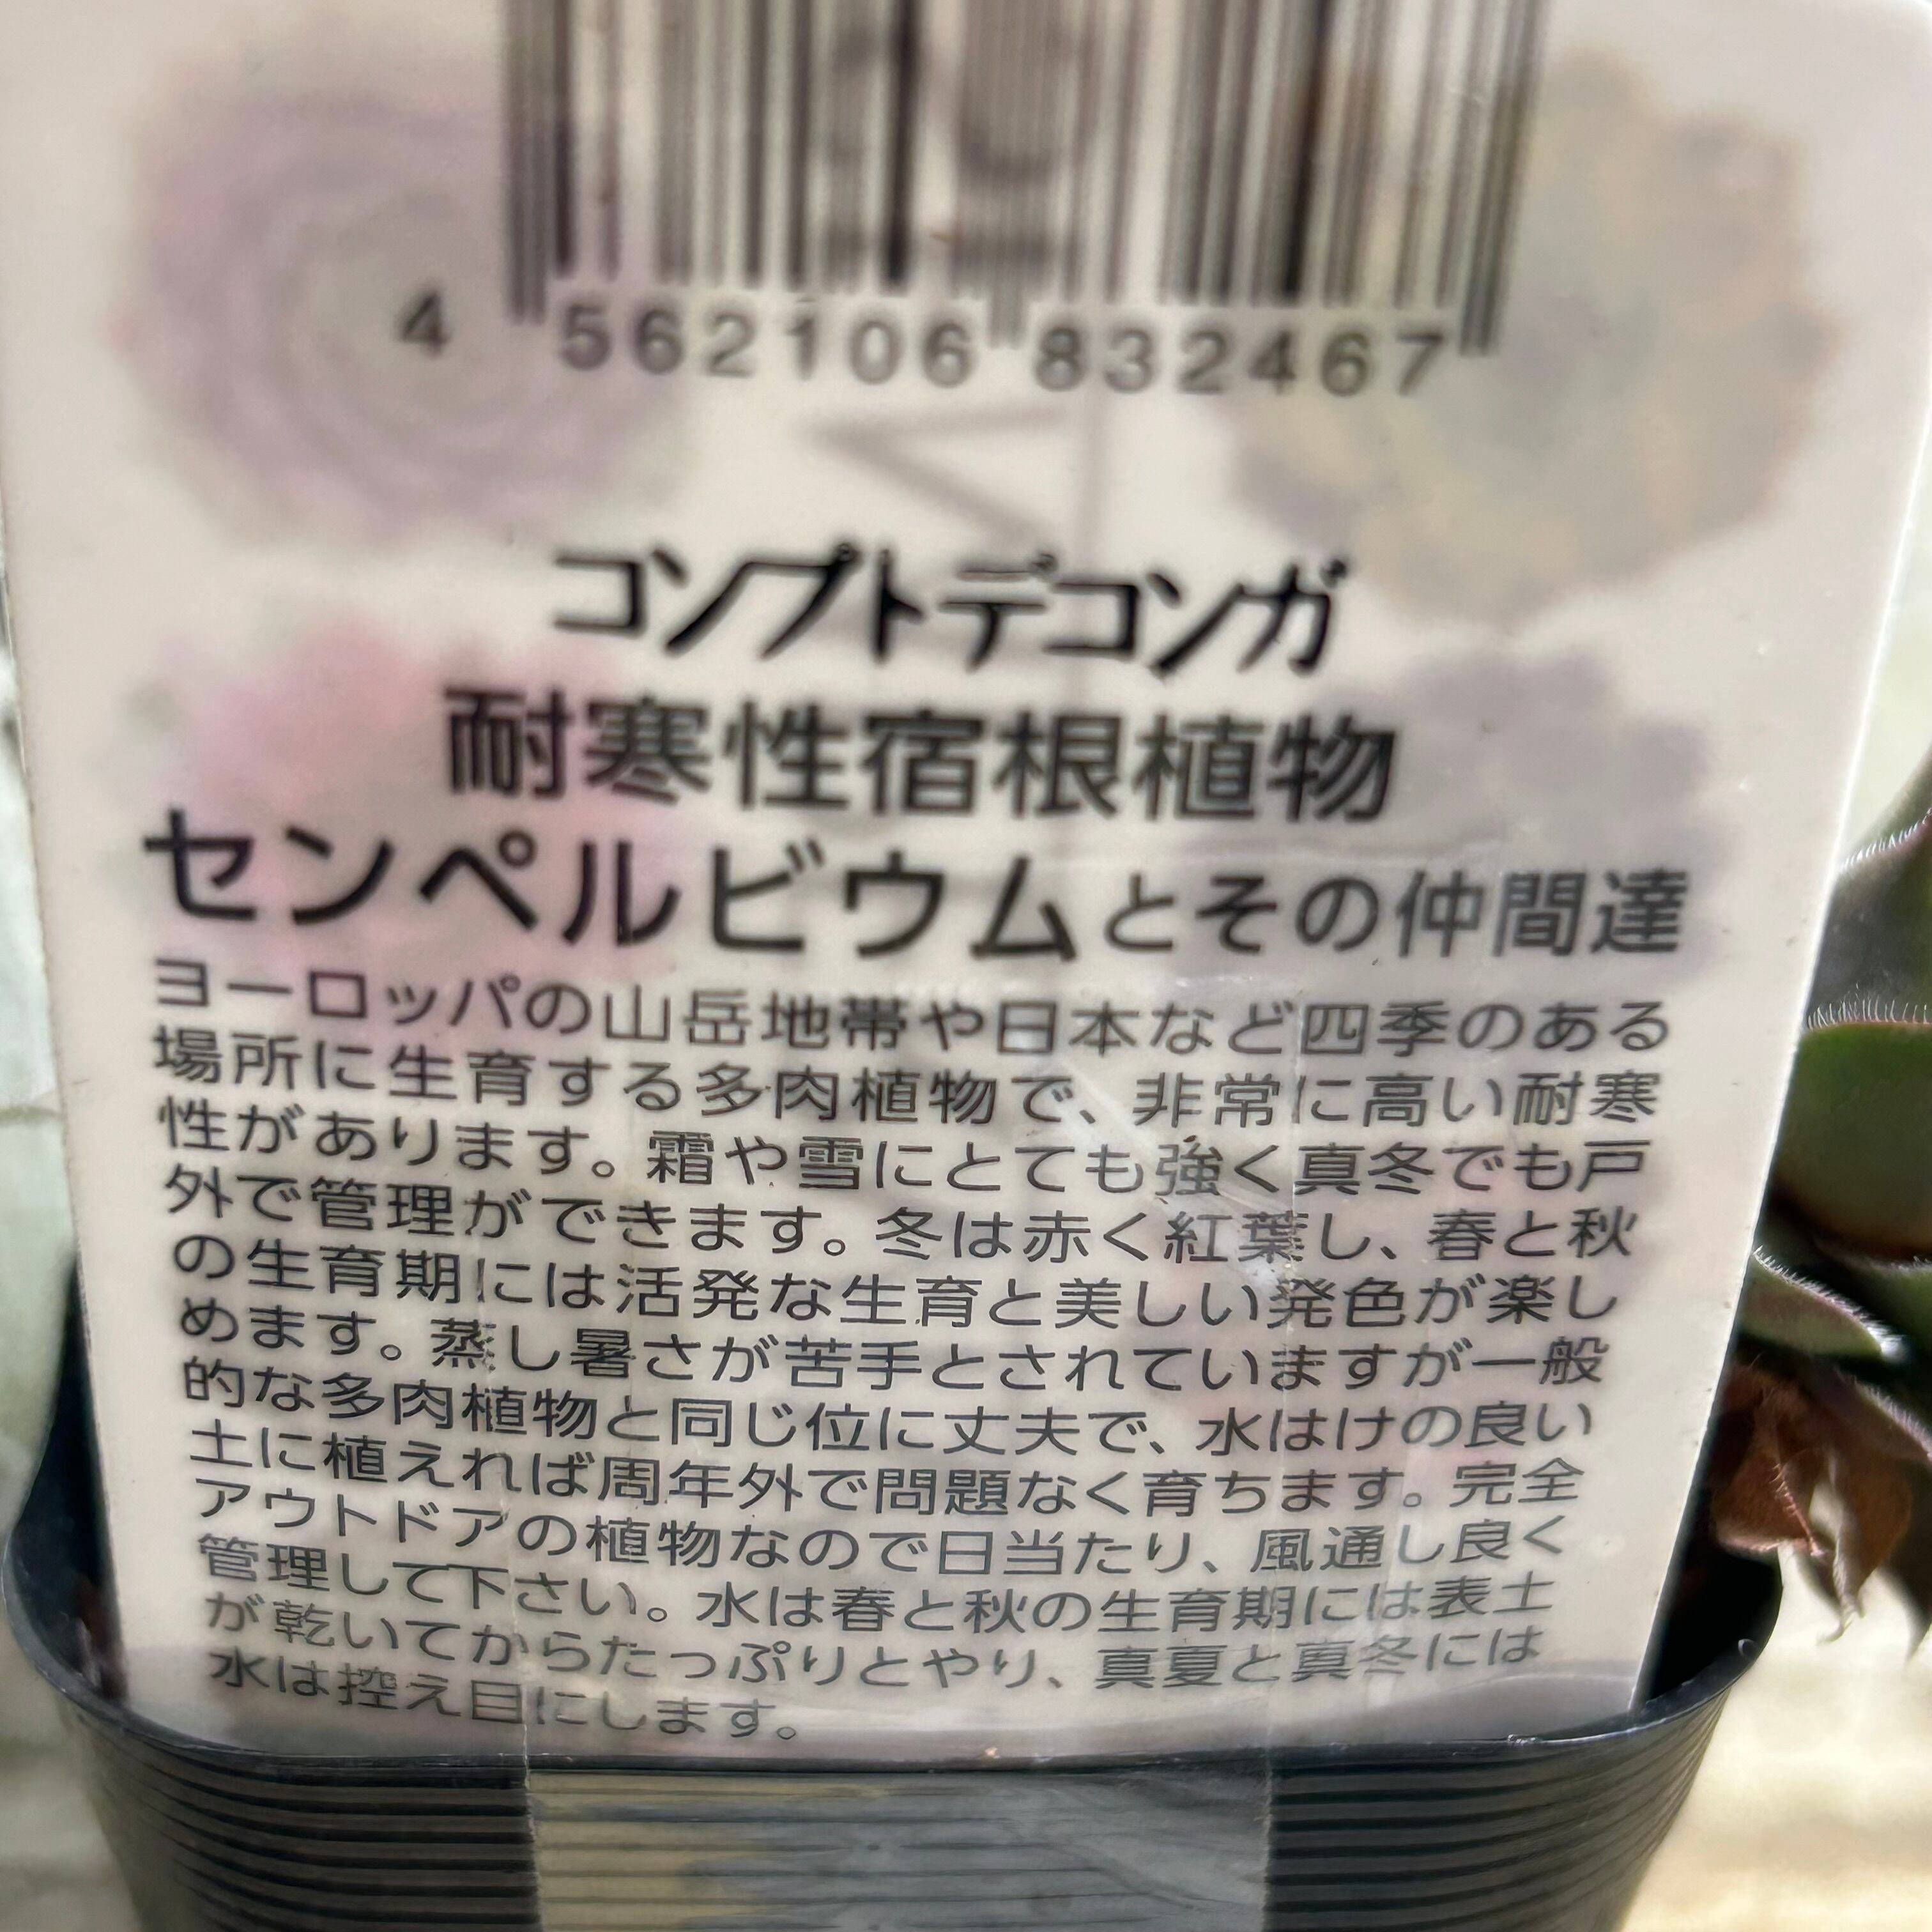 4 562106 832467
コンプトデコンガ
耐寒性宿根植物
センペルビウムとその仲間達
ヨーロッパの山岳地帯や日本など四季のある
場所に生育する多肉植物で、非常に高い耐寒
性があります。霜や雪にとても強く真冬でも戸
外で管理ができます。冬は赤く紅葉し、春と秋
の生育期には活発な生育と美しい発色が楽し
めます。蒸し暑さが苦手とされていますが一般
的な多肉植物と同じ位に丈夫で、水はけの良い
土に植えれば周年外で問題なく育ちます。完全
アウトドアの植物なので日当たり、風通し良く
管理して下さい。水は春と秋の生育期には表土
が乾いてからたっぷりとやり、真夏と真冬には
水は控え目にします。